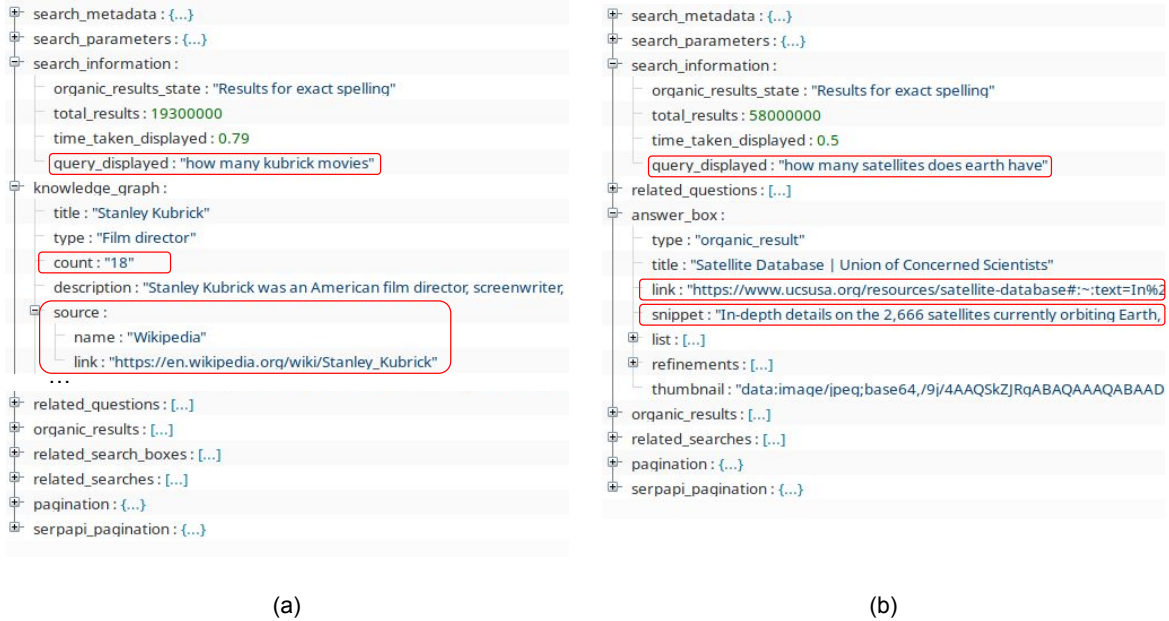 search_metadata : {...}
search_parameters : {...}
search_information :
organic_results_state : "Results for exact spelling"
total_results : 19300000
time_taken_displayed : 0.79
query_displayed : "how many kubrick movies"
knowledge_graph :
title : "Stanley Kubrick"
type : "Film director"
count : "18"
description : "Stanley Kubrick was an American film director, screenwriter,
source :
name : "Wikipedia"
link : "https://en.wikipedia.org/wiki/Stanley_Kubrick"
...
related_questions : [...]
organic_results : [...]
related_search_boxes : [...]
related_searches : [...]
pagination : {...}
serpapi_pagination : {...}
(a)
search_metadata : {...}
search_parameters : {...}
search_information :
organic_results_state : "Results for exact spelling"
total_results : 58000000
time_taken_displayed : 0.5
query_displayed : "how many satellites does earth have"
related_questions : [...]
answer_box :
type : "organic_result"
title : "Satellite Database | Union of Concerned Scientists"
link : "https://www.ucsusa.org/resources/satellite-database#:~:text=In%2
snippet : "In-depth details on the 2,666 satellites currently orbiting Earth,
list : [...]
refinements : [...]
thumbnail : "data:image/jpeg;base64,/9j/4AAQSkZJRgABAQAAAQABAAD
organic_results : [...]
related_searches : [...]
pagination : {...}
serpapi_pagination : {...}
(b)